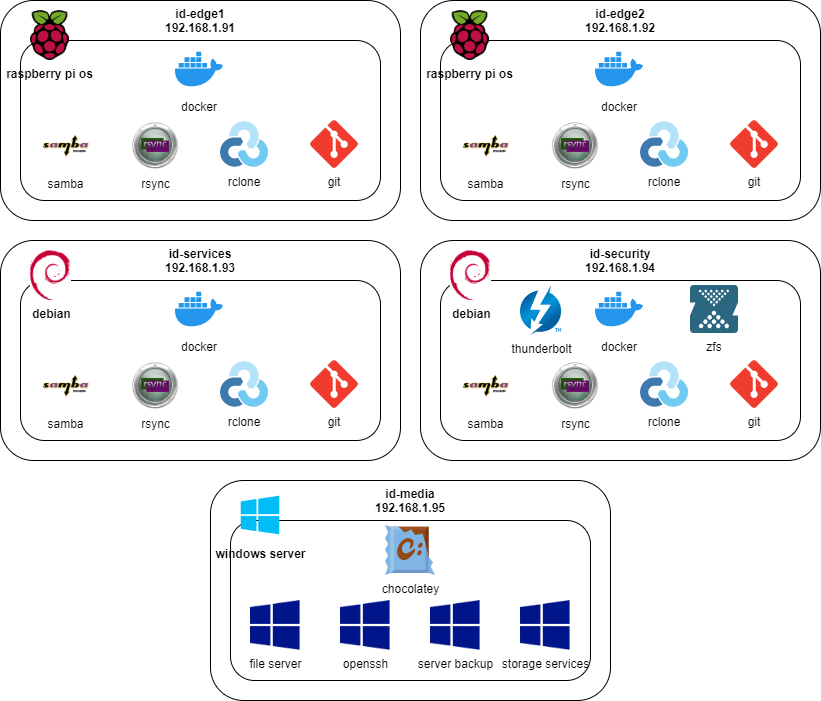 id-edge1
192.168.1.91
raspberry pi os
docker
samba
rsync
samba
rsync
rclone
git
id-edge2
192.168.1.92
raspberry pi os
docker
samba
rsync
samba
rsync
rclone
git
id-services
192.168.1.93
debian
docker
samba
rsync
samba
rsync
rclone
git
id-security
192.168.1.94
debian
TM
thunderbolt
docker
zfs
samba
rsync
samba
rsync
rclone
git
id-media
192.168.1.95
windows server
C:
chocolatey
file server
openssh
server backup
storage services